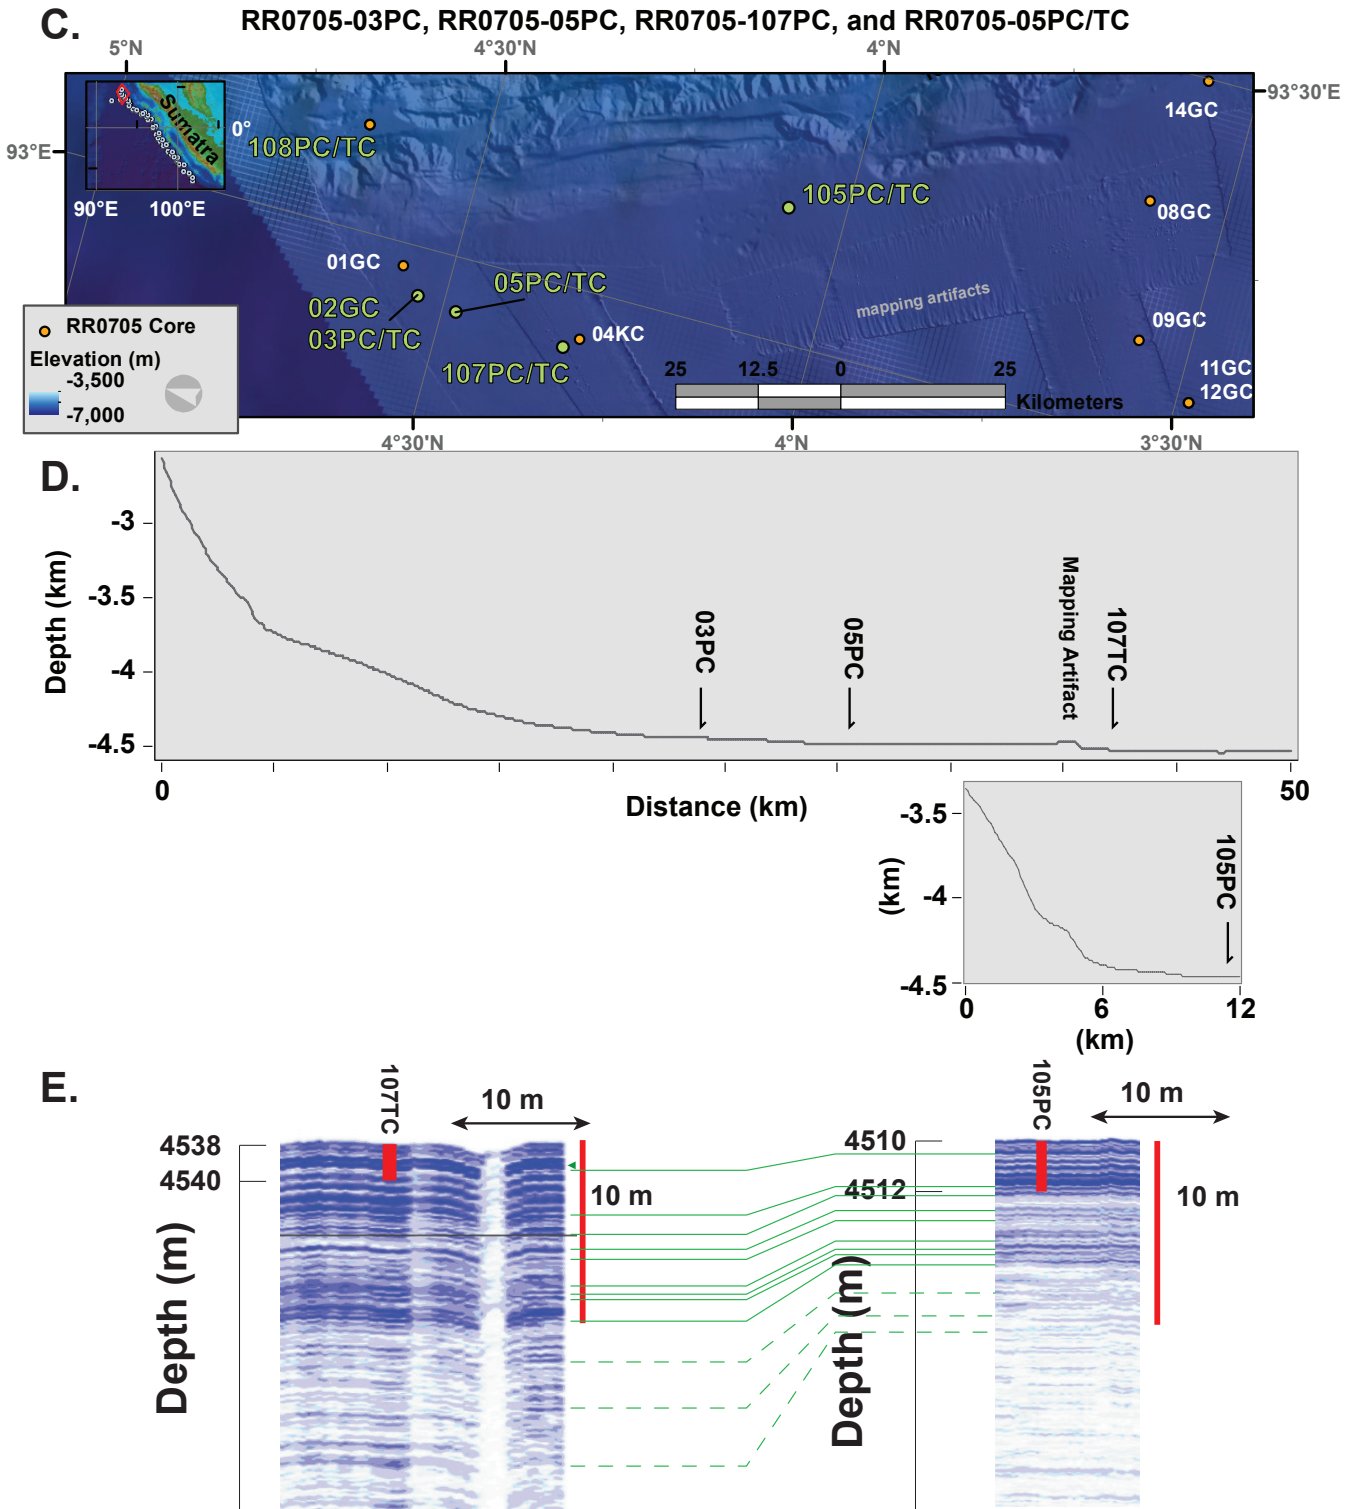 C.
RR0705-03PC, RR0705-05PC, RR0705-107PC, and RR0705-05PC/TC
5°N
4°30'N
4°N
93°30'E
14GC
Sumatra
0°
108PC/TC
93°E
105PC/TC
90°E
100°E
08GC
01GC
05PC/TC
02GC
03PC/TC
mapping artifacts
09GC
04KC
107PC/TC
11GC
12GC
RR0705 Core
Elevation (m)
-3,500
-7,000
25
12.5
0
25
Kilometers
4°30'N
4°N
3°30'N
D.
Depth (km)
-3
-3.5
-4
-4.5
03PC
05PC
Mapping Artifact
107TC
0
Distance (km)
50
(km)
-3.5
-4
-4.5
105PC
0
6
12
(km)
E.
107TC
10 m
105PC
10 m
4538
4540
Depth (m)
10 m
4510
4512
Depth (m)
10 m